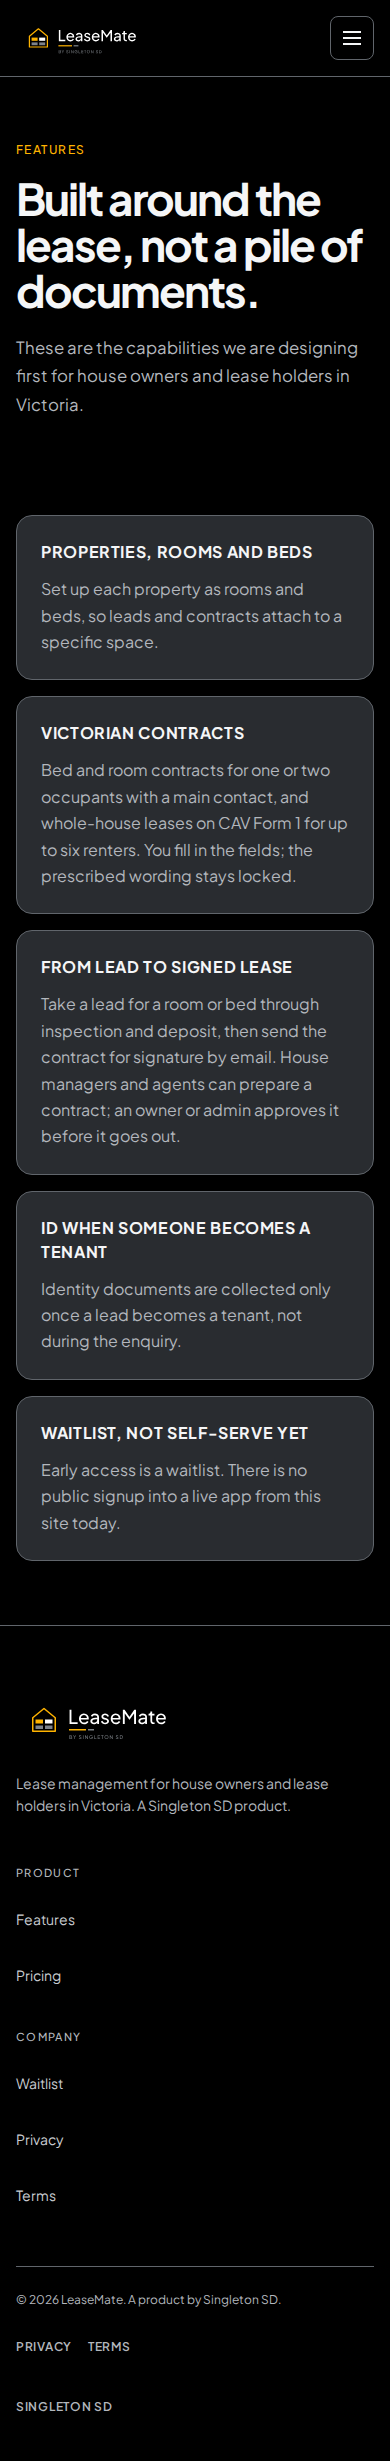 LeaseMate
BY SINGLETON SD
FEATURES
Built around the
lease, not a pile of
documents.
These are the capabilities we are designing
first for house owners and lease holders in
Victoria.
PROPERTIES, ROOMS AND BEDS
Set up each property as rooms and
beds, so leads and contracts attach to a
specific space.
VICTORIAN CONTRACTS
Bed and room contracts for one or two
occupants with a main contact, and
whole-house leases on CAV Form 1 for up
to six renters. You fill in the fields; the
prescribed wording stays locked.
FROM LEAD TO SIGNED LEASE
Take a lead for a room or bed through
inspection and deposit, then send the
contract for signature by email. House
managers and agents can prepare a
contract; an owner or admin approves it
before it goes out.
ID WHEN SOMEONE BECOMES A
TENANT
Identity documents are collected only
once a lead becomes a tenant, not
during the enquiry.
WAITLIST, NOT SELF-SERVE YET
Early access is a waitlist. There is no
public signup into a live app from this
site today.
LeaseMate
BY SINGLETON SD
Lease management for house owners and lease
holders in Victoria. A Singleton SD product.
PRODUCT
Features
Pricing
COMPANY
Waitlist
Privacy
Terms
© 2026 LeaseMate. A product by Singleton SD.
PRIVACY TERMS
SINGLETON SD